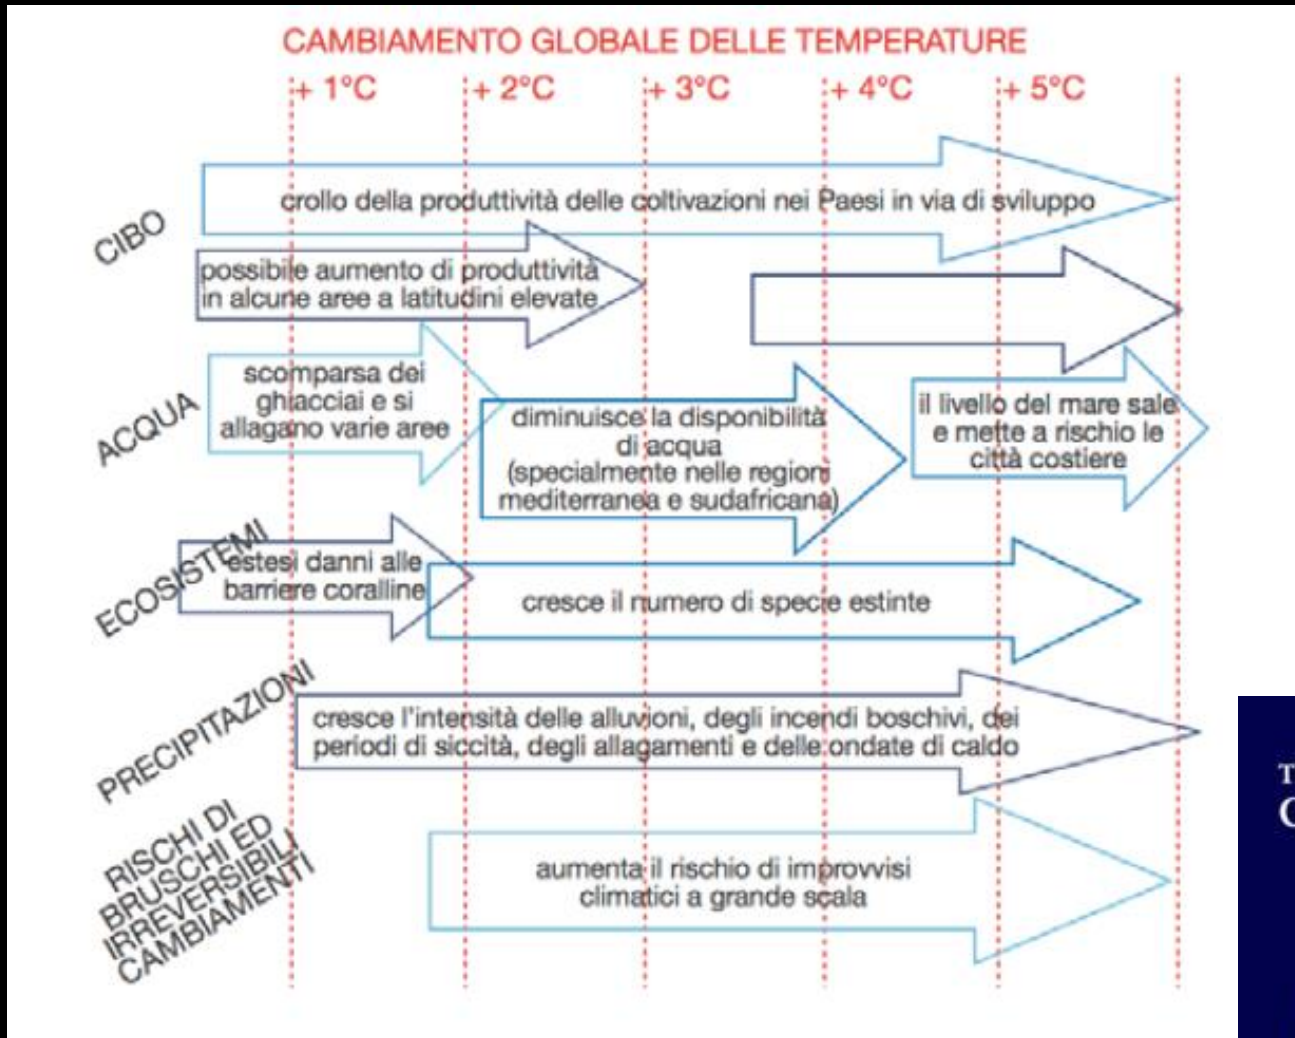 CAMBIAMENTO GLOBALE DELLE TEMPERATURE
+ 1°C + 2°C + 3°C + 4°C + 5°C
CIBO
crollo della produttività delle coltivazioni nei Paesi in via di sviluppo
possibile aumento di produttività
in alcune aree a latitudini elevate
ACQUA
scomparsa dei
ghiacciai e si
allagano varie aree
diminuisce la disponibilità
di acqua
(specialmente nelle regioni
mediterranea e sudafricana)
il livello del mare sale
e mette a rischio le
città costiere
ECOSISTEMI
estesi danni alle
barriere coralline
cresce il numero di specie estinte
PRECIPITAZIONI
cresce l'intensità delle alluvioni, degli incendi boschivi, dei
periodi di siccità, degli allagamenti e delle ondate di caldo
RISCHI DI
BRUSCHI ED
IRREVERSIBILI
CAMBIAMENTI
aumenta il rischio di improvvisi
climatici a grande scala